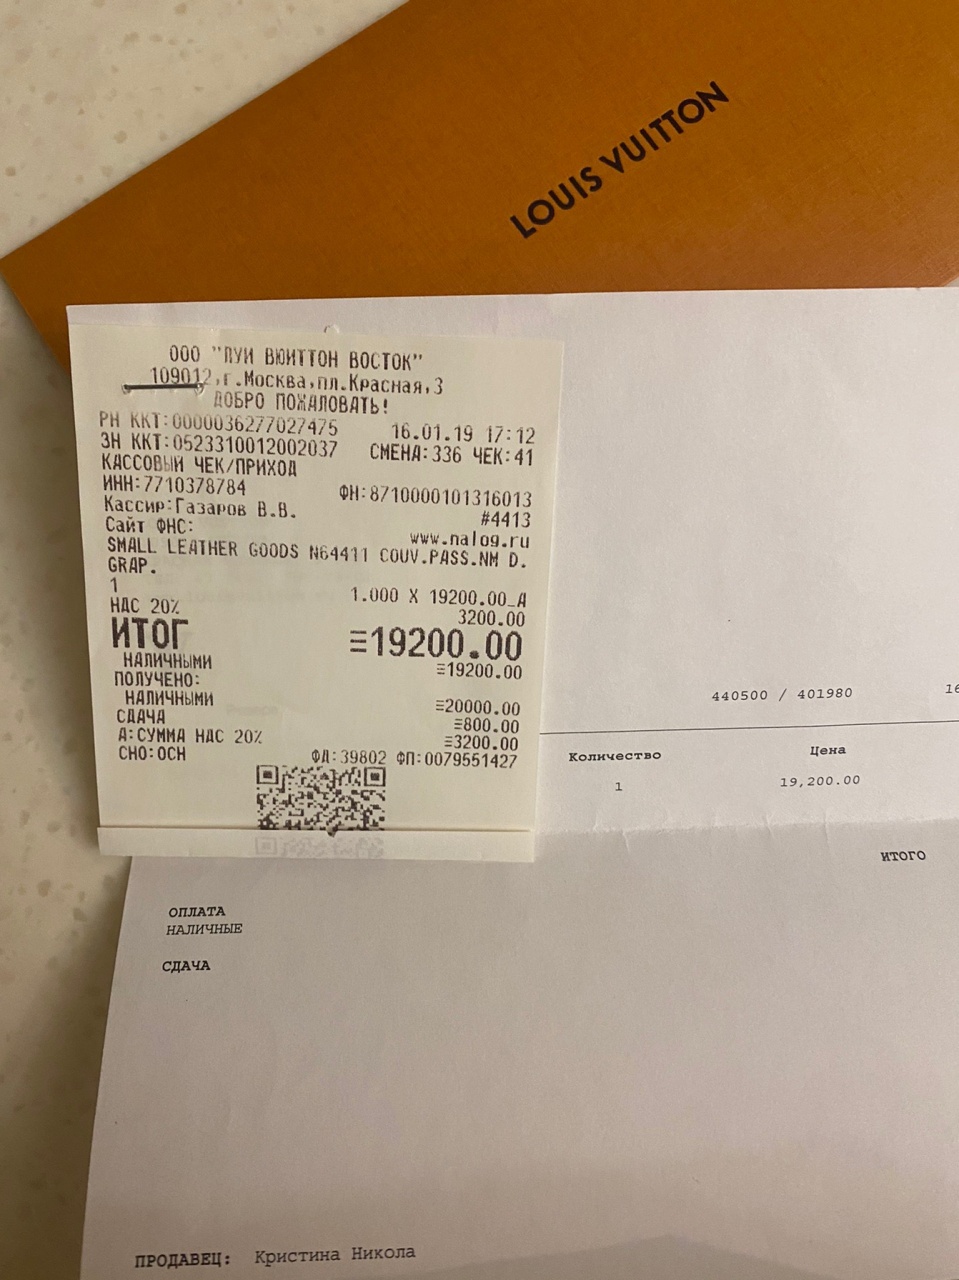 LOUIS VUITTON
ООО "ЛУИ ВЮИТТОН ВОСТОК"
109012,г.Москва,пл.Красная,3
ДОБРО ПОЖАЛОВАТЬ!
РН ККТ:0000036277027475 16.01.19 17:12
ЗН ККТ:0523310012002037 СМЕНА:336 ЧЕК:41
КАССОВЫЙ ЧЕК/ПРИХОД
ИНН:7710378784 ФН:8710000101316013
Кассир:Газаров В.В. #4413
Сайт ФНС: www.nalog.ru
SMALL LEATHER GOODS N64411 COUV.PASS.NM D.
GRAP.
1 1.000 X 19200.00_A
НДС 20% 3200.00
ИТОГ ≡19200.00
НАЛИЧНЫМИ ≡19200.00
ПОЛУЧЕНО:
НАЛИЧНЫМИ ≡20000.00
СДАЧА ≡800.00
А:СУММА НДС 20% ≡3200.00
СНО:ОСН ФД:39802 ФП:0079551427
440500 / 401980 16
Количество Цена
1 19,200.00
ИТОГО
ОПЛАТА
НАЛИЧНЫЕ
СДАЧА
ПРОДАВЕЦ: Кристина Никола